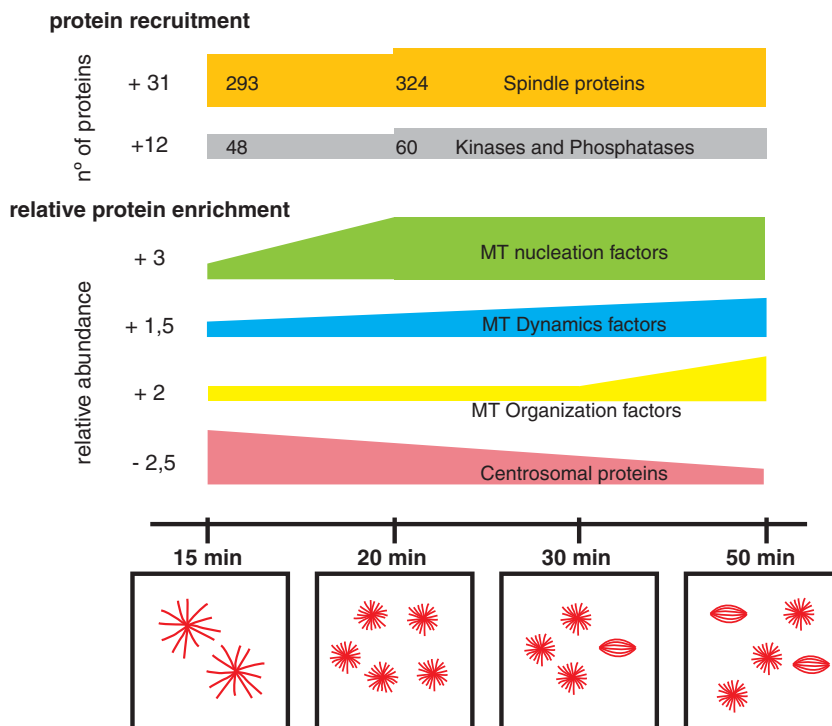 protein recruitment
nº of proteins
+ 31 293 324 Spindle proteins
+12 48 60 Kinases and Phosphatases
relative protein enrichment
relative abundance
+ 3 MT nucleation factors
+ 1,5 MT Dynamics factors
+ 2 MT Organization factors
- 2,5 Centrosomal proteins
15 min 20 min 30 min 50 min